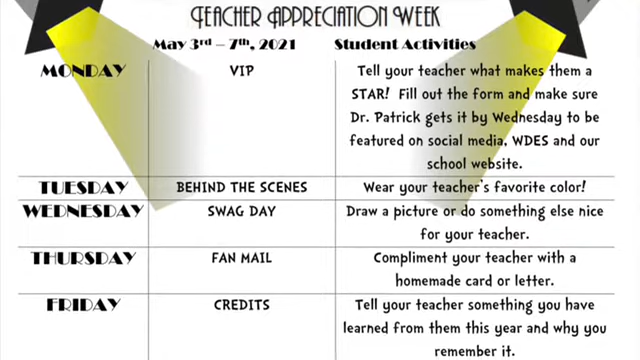 TEACHER APPRECIATION WEEK
May 3rd – 7th, 2021 Student Activities
MONDAY VIP Tell your teacher what makes them a
STAR! Fill out the form and make sure
Dr. Patrick gets it by Wednesday to be
featured on social media, WDES and our
school website.
TUESDAY BEHIND THE SCENES Wear your teacher's favorite color!
WEDNESDAY SWAG DAY Draw a picture or do something else nice
for your teacher.
THURSDAY FAN MAIL Compliment your teacher with a
homemade card or letter.
FRIDAY CREDITS Tell your teacher something you have
learned from them this year and why you
remember it.